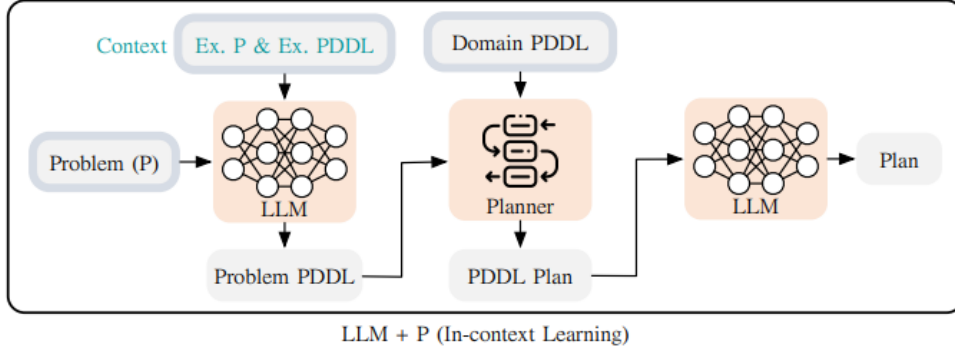 Context
Ex. P & Ex. PDDL
Domain PDDL
Problem (P)
LLM
Planner
LLM
Plan
Problem PDDL
PDDL Plan
LLM + P (In-context Learning)